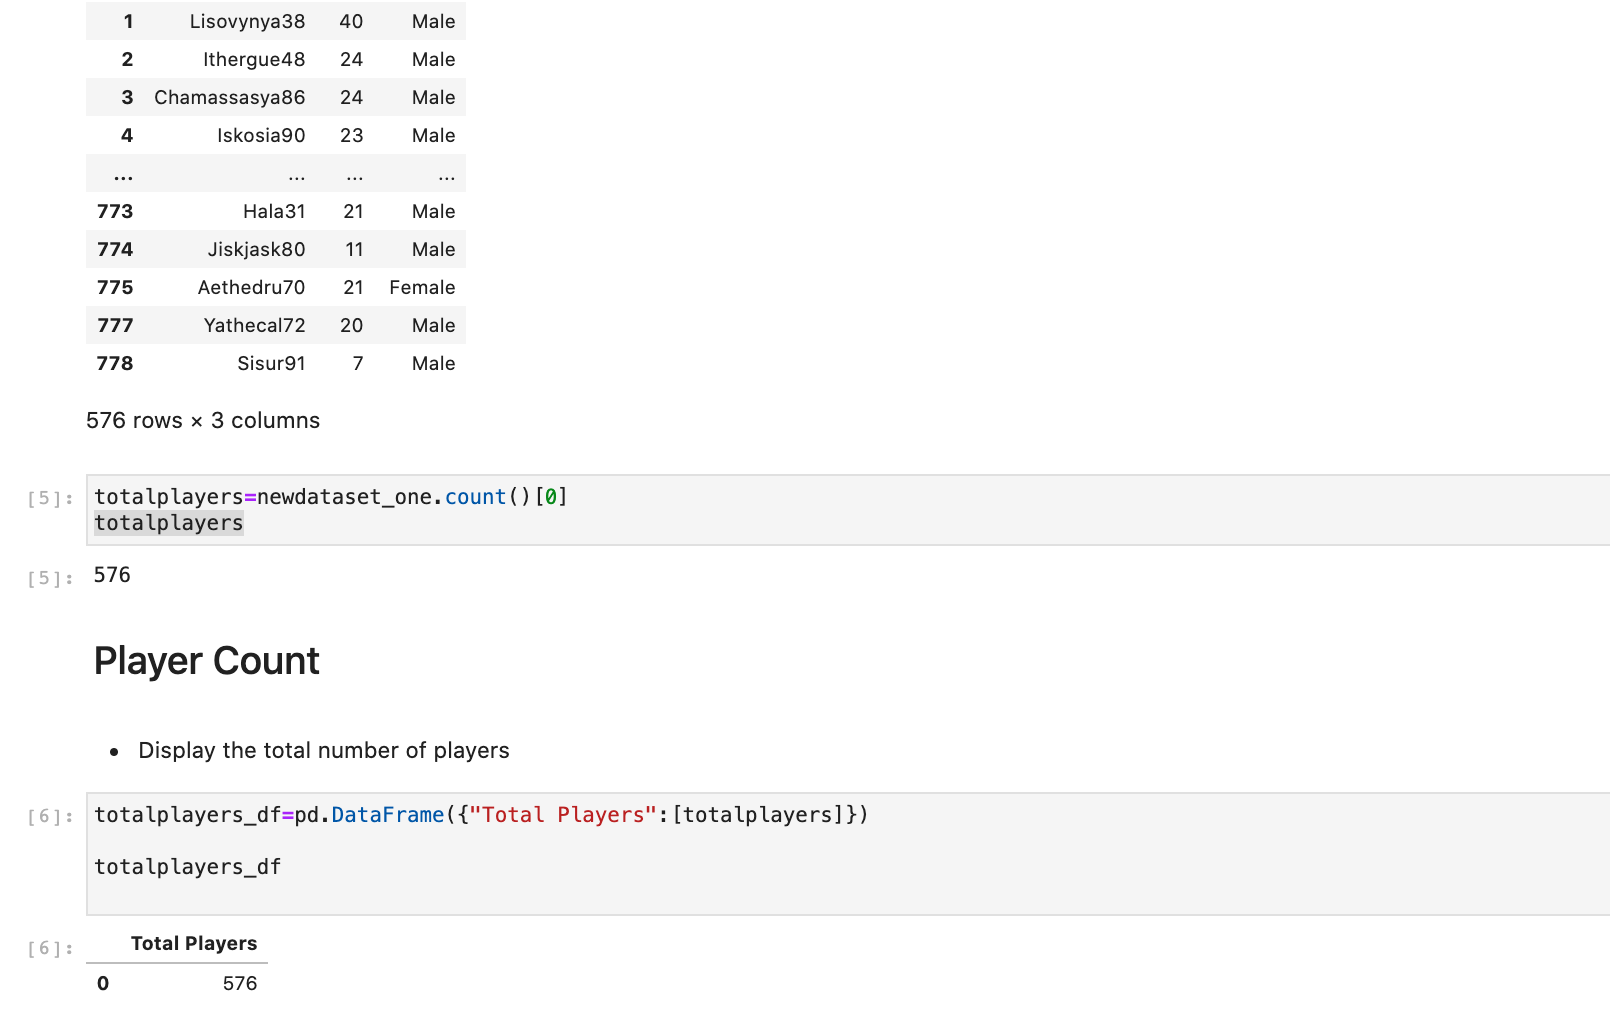 1 Lisovynya38 40 Male
2 Ithergue48 24 Male
3 Chamassasya86 24 Male
4 Iskosia90 23 Male
... ... ... ...
773 Hala31 21 Male
774 Jiskjask80 11 Male
775 Aethedru70 21 Female
777 Yathecal72 20 Male
778 Sisur91 7 Male
576 rows × 3 columns
[5]: totalplayers=newdataset_one.count()[0]
totalplayers
[5]: 576
Player Count
• Display the total number of players
[6]: totalplayers_df=pd.DataFrame({"Total Players":[totalplayers]})
totalplayers_df
[6]: Total Players
0 576